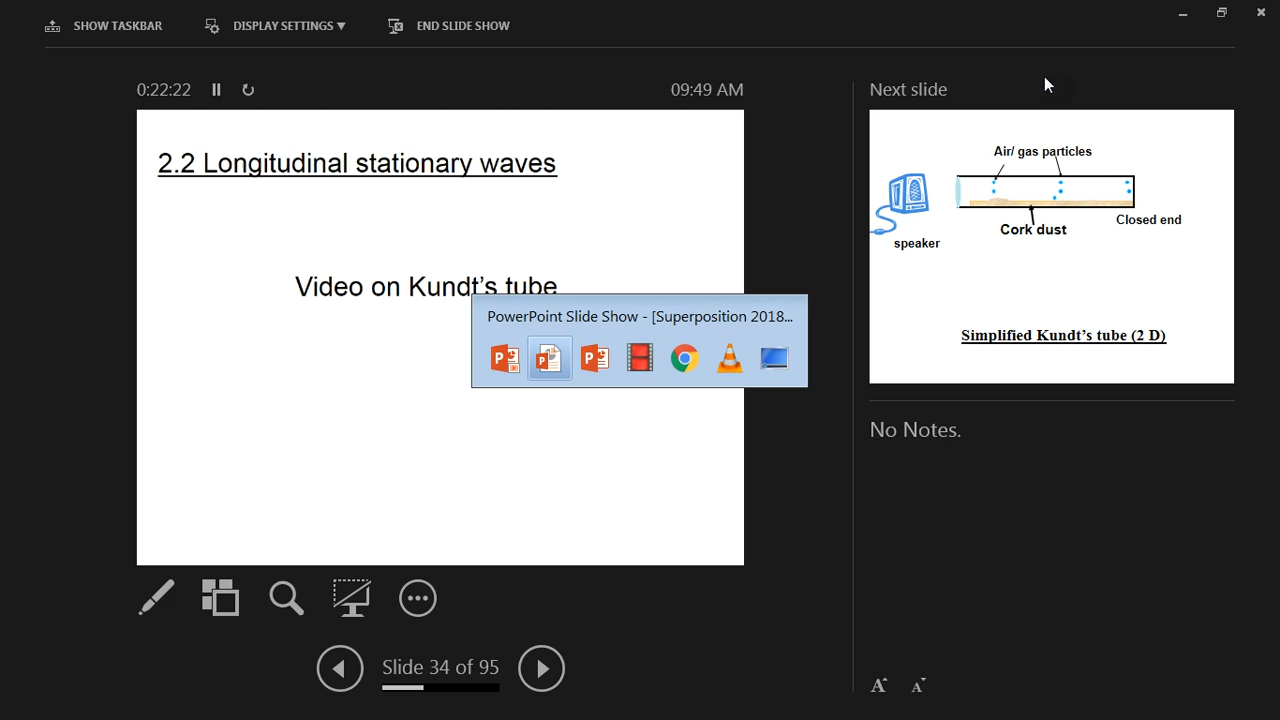 SHOW TASKBAR
DISPLAY SETTINGS ▼
END SLIDE SHOW
0:22:22
09:49 AM
2.2 Longitudinal stationary waves
Video on Kundt's tube
PowerPoint Slide Show - [Superposition 2018...
Slide 34 of 95
Next slide
Air/ gas particles
Closed end
Cork dust
speaker
Simplified Kundt's tube (2 D)
No Notes.
A A